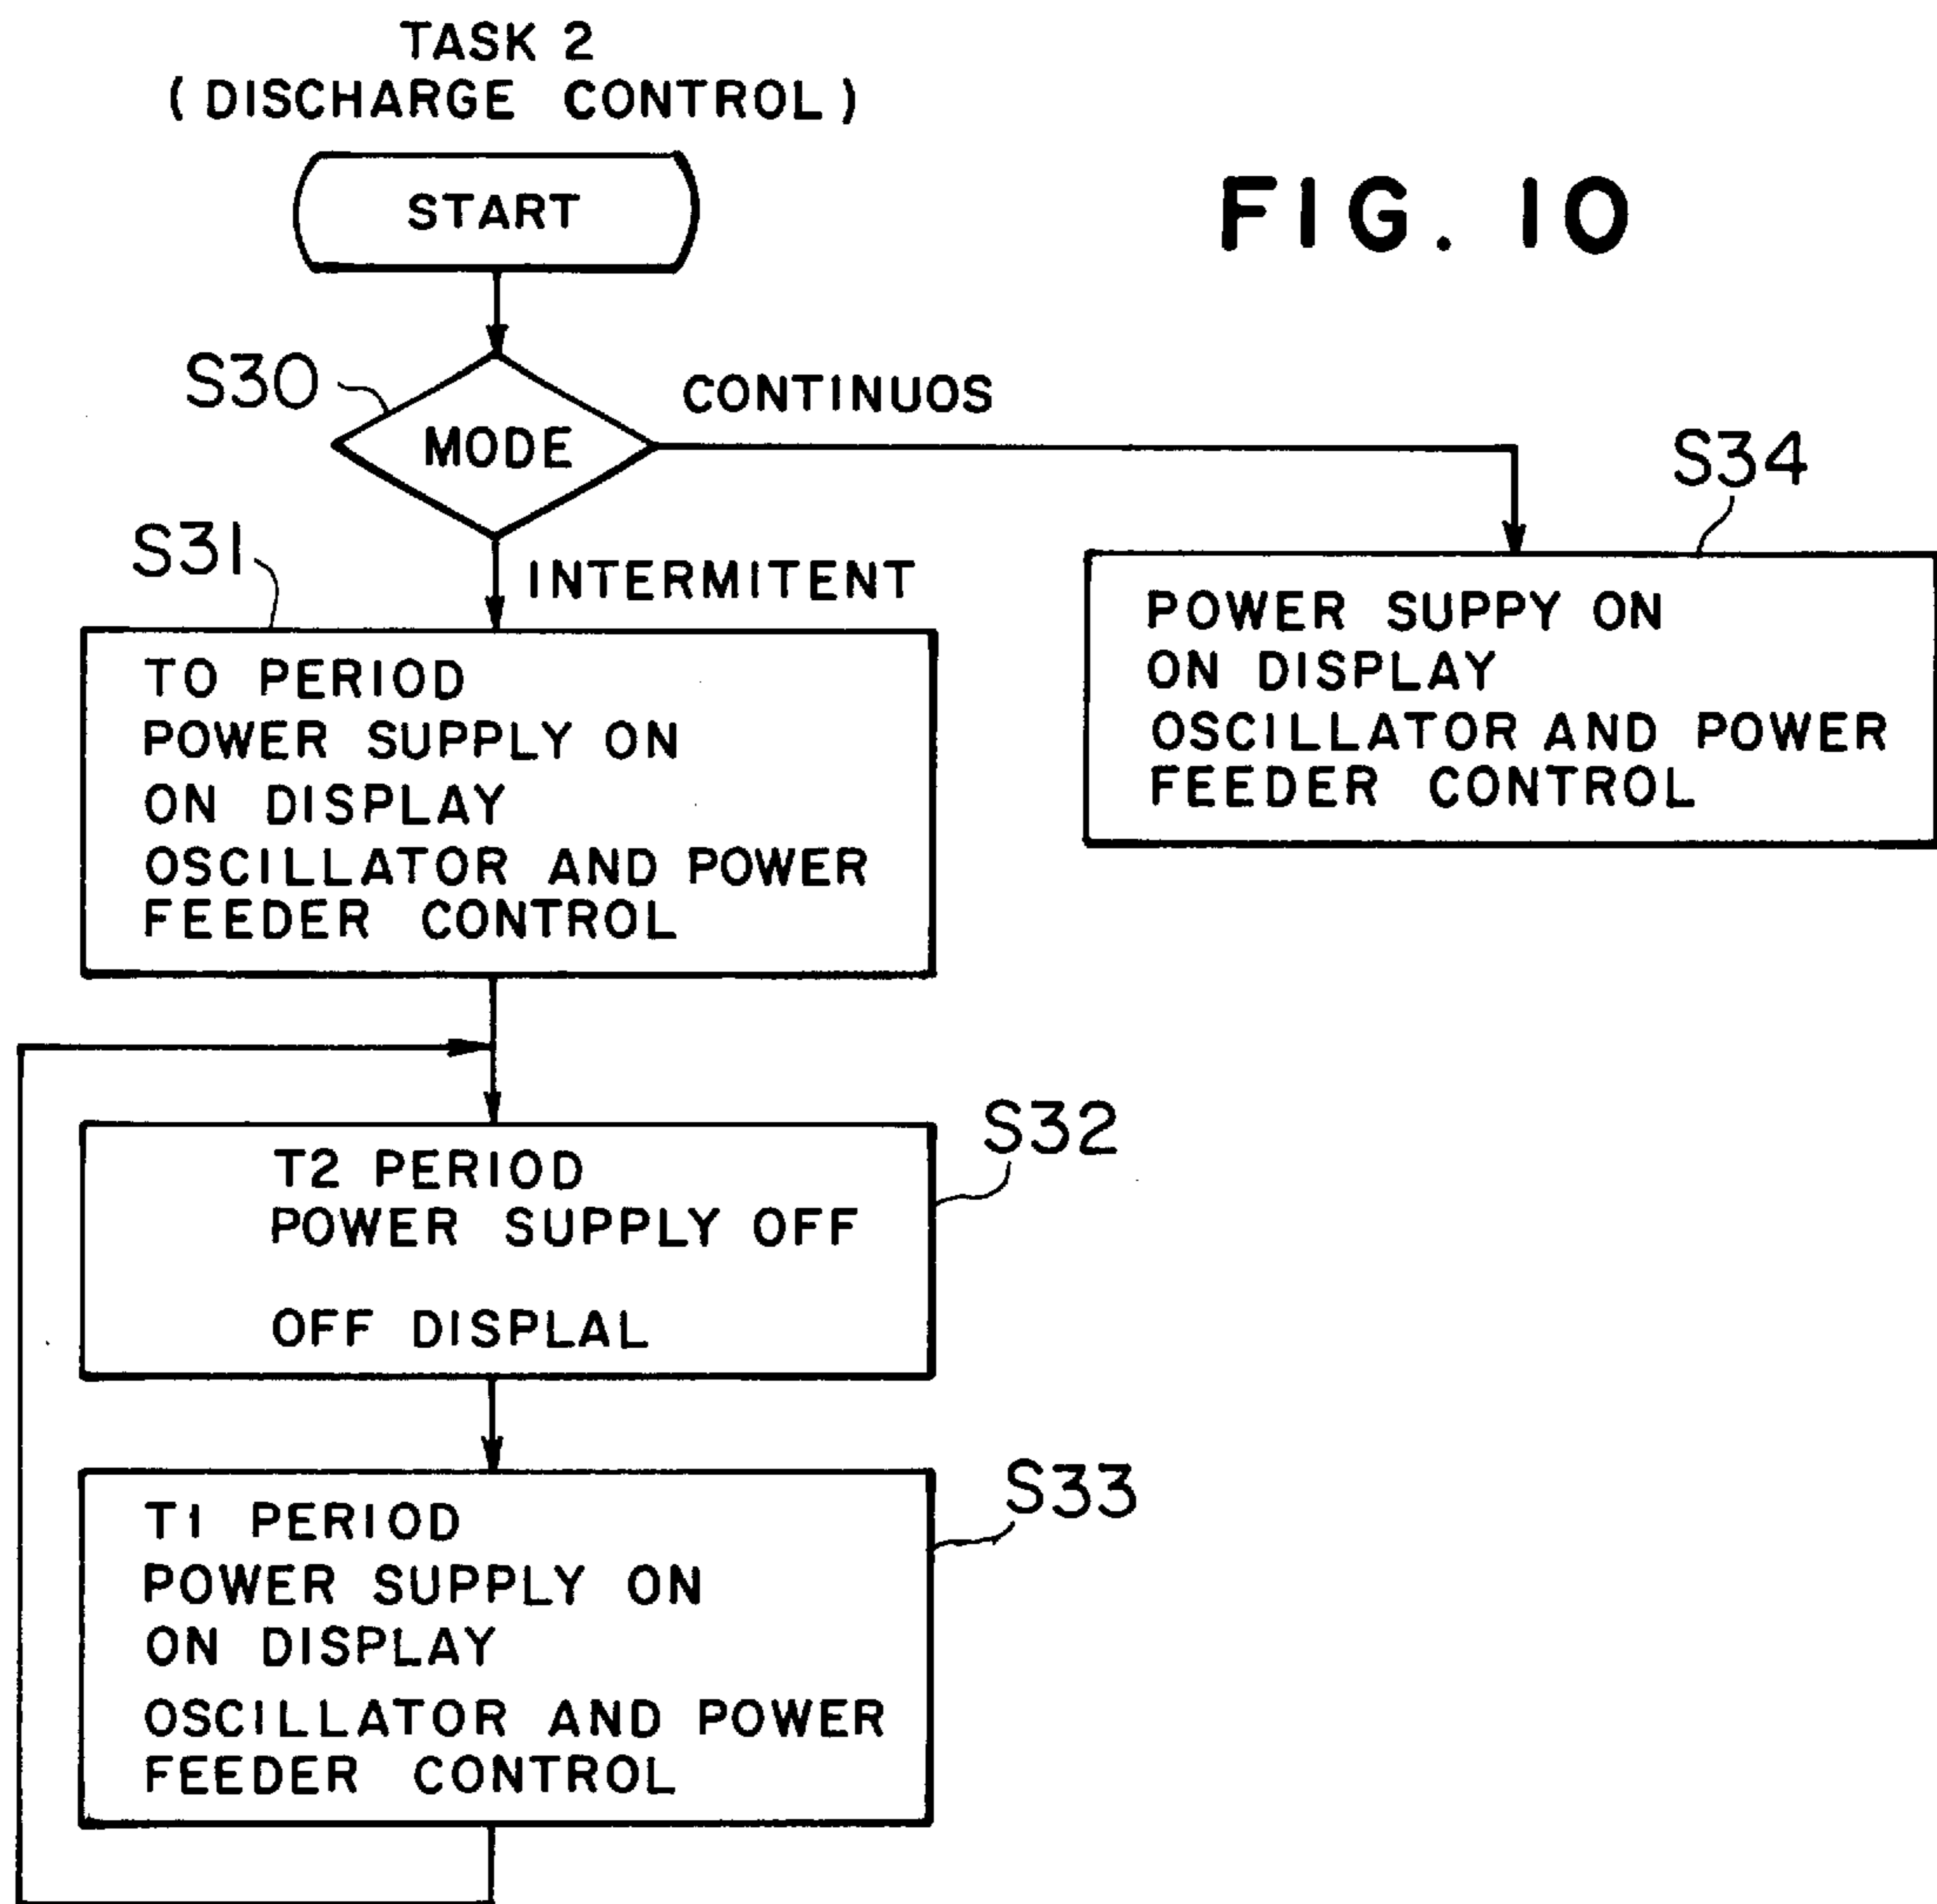 TASK 2
( DISCHARGE CONTROL )
START
FIG. 10
S30
CONTINUOS
MODE
S34
S31
INTERMITENT
POWER SUPPY ON
ON DISPLAY
OSCILLATOR AND POWER
FEEDER CONTROL
TO PERIOD
POWER SUPPLY ON
ON DISPLAY
OSCILLATOR AND POWER
FEEDER CONTROL
S32
T2 PERIOD
POWER SUPPLY OFF
OFF DISPLAL
S33
T1 PERIOD
POWER SUPPLY ON
ON DISPLAY
OSCILLATOR AND POWER
FEEDER CONTROL